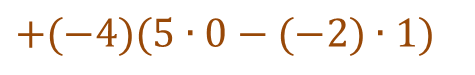 +(−4)(5 · 0 − (−2) · 1)